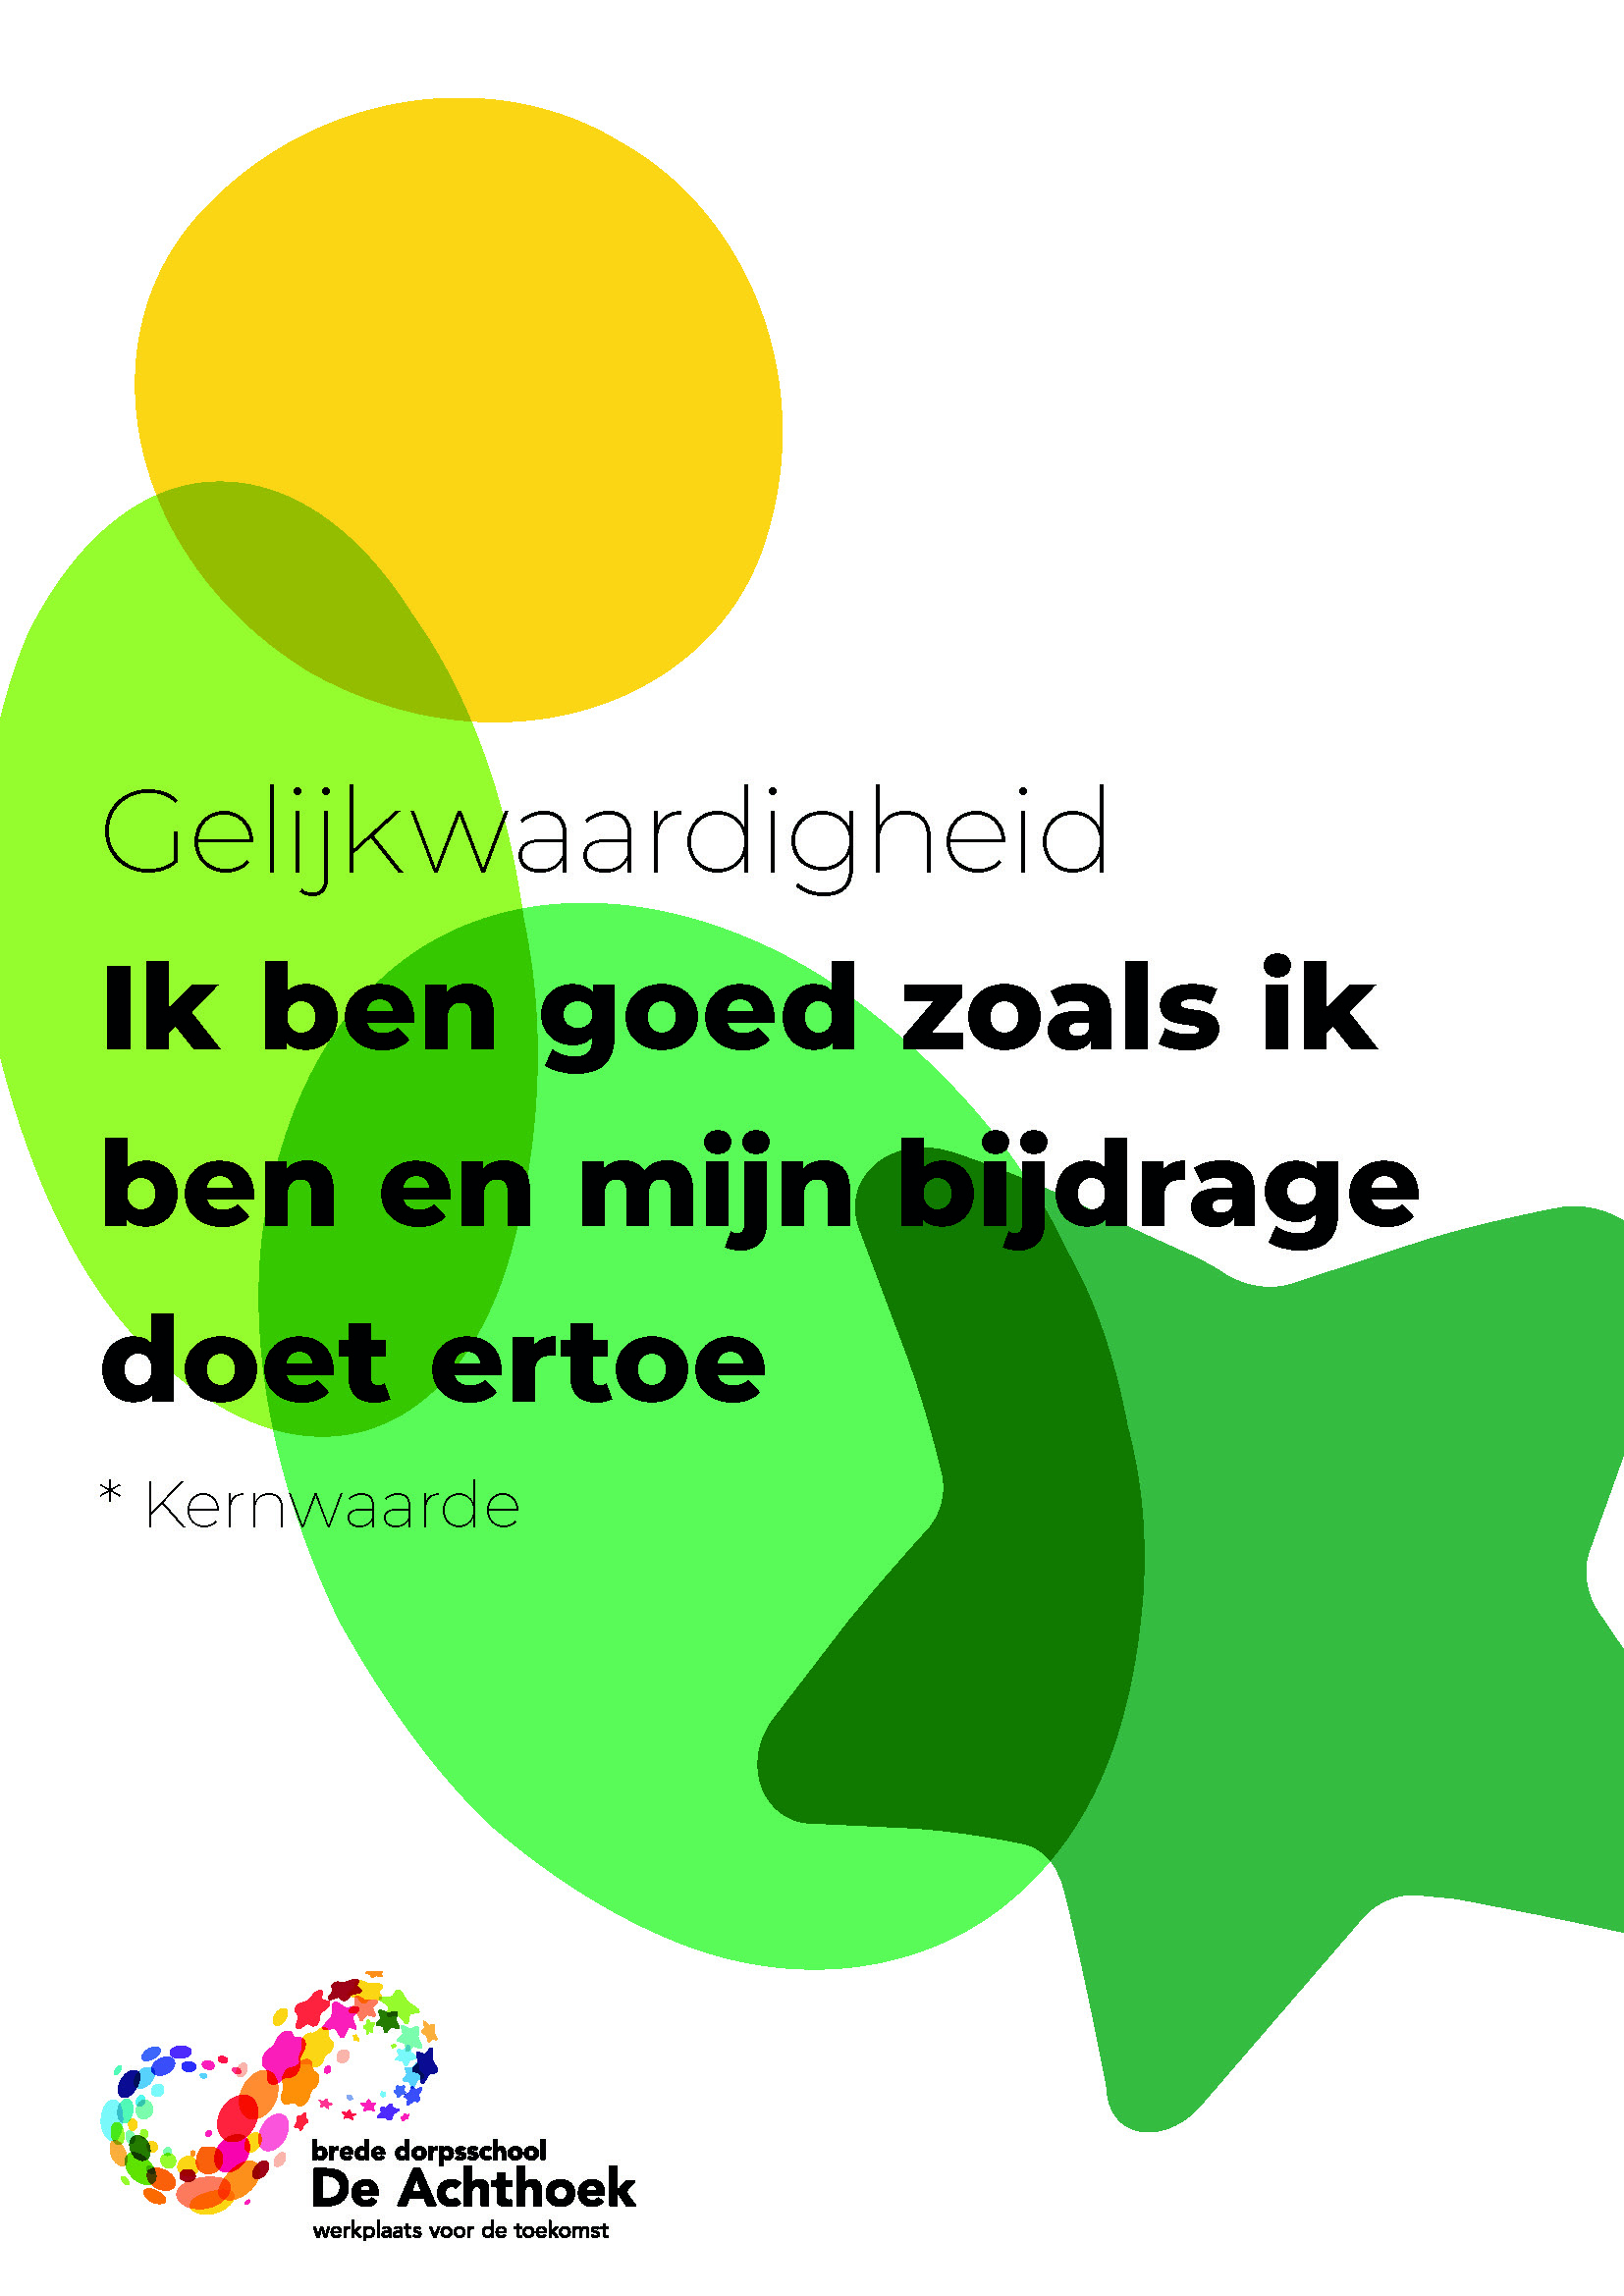 Gelijkwaardigheid
Ik ben goed zoals ik
ben en mijn bijdrage
doet ertoe
* Kernwaarde
brede dorpsschool
De Achthoek
werkplaats voor de toekomst